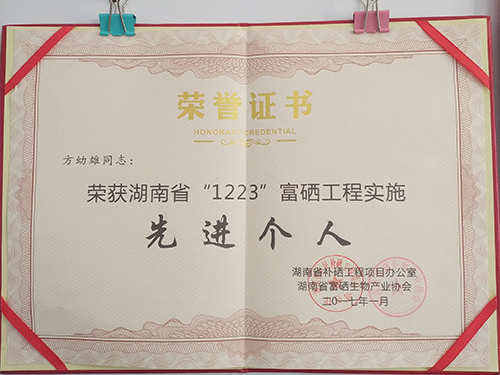 荣誉证书
HONORARY CREDENTIAL
方幼雄同志：
荣获湖南省“1223”富硒工程实施
先进个人
湖南省补硒工程项目办公室
湖南省富硒生物产业协会
二〇一七年一月